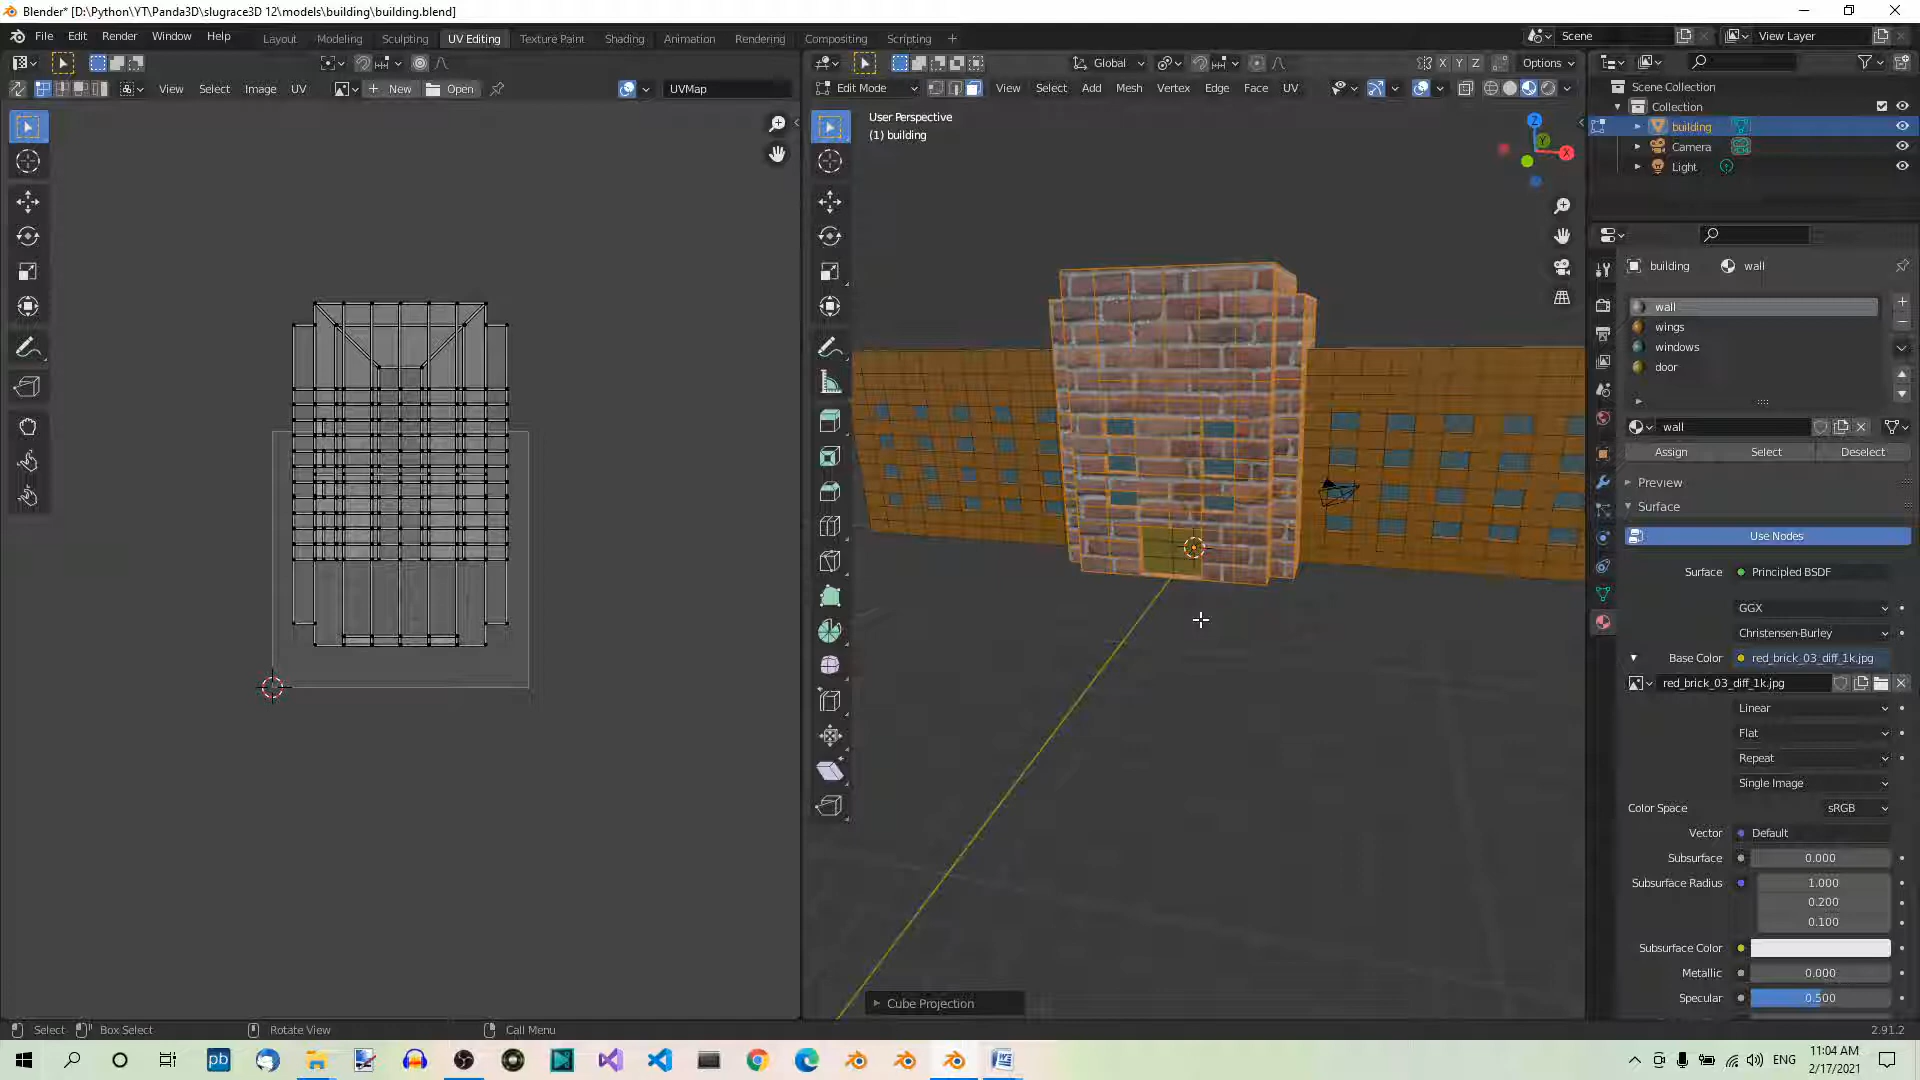 Blender* [D:\Python\YT\Panda3D\slugrace3D 12\models\building\building.blend]
File Edit Render Window Help
Layout Modeling Sculpting UV Editing Texture Paint Shading Animation Rendering Compositing Scripting
Scene
View Layer
Global
X Y Z
Options
View Select Image UV
New
Open
UVMap
Edit Mode
View Select Add Mesh Vertex Edge Face UV
Scene Collection
Collection
building
Camera
Light
User Perspective
(1) building
Z
Y
X
building
wall
wall
wings
windows
door
wall
Assign
Select
Deselect
Preview
Surface
Use Nodes
Surface
Principled BSDF
GGX
Christensen-Burley
Base Color
red_brick_03_diff_1k.jpg
red_brick_03_diff_1k.jpg
Linear
Flat
Repeat
Single Image
Color Space
sRGB
Vector
Default
Subsurface
0.000
Subsurface Radius
1.000
0.200
0.100
Subsurface Color
Metallic
0.000
Specular
0.500
Cube Projection
Select
Box Select
Rotate View
Call Menu
2.91.2
pb
ENG
11:04 AM
2/17/2021